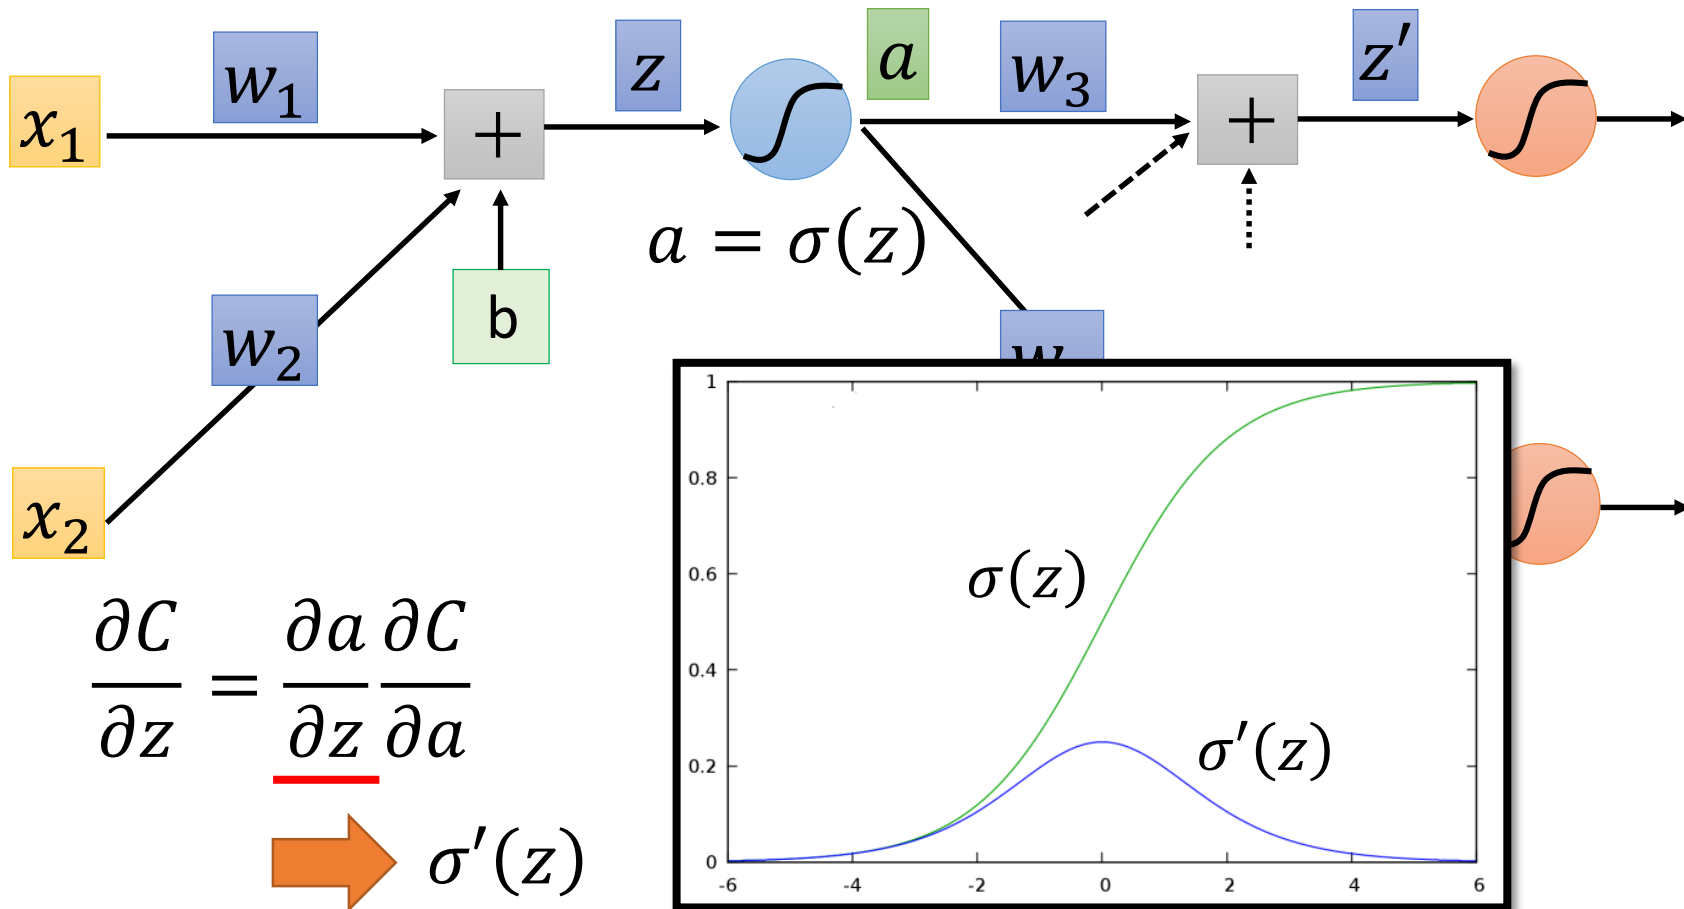 x₁
w₁
+
z
a
w₃
+
z′
a = σ(z)
w₂
b
x₂
w
∂C/∂z = ∂a/∂z ∂C/∂a
σ′(z)
σ(z)
σ′(z)
1
0.8
0.6
0.4
0.2
0
-6 -4 -2 0 2 4 6